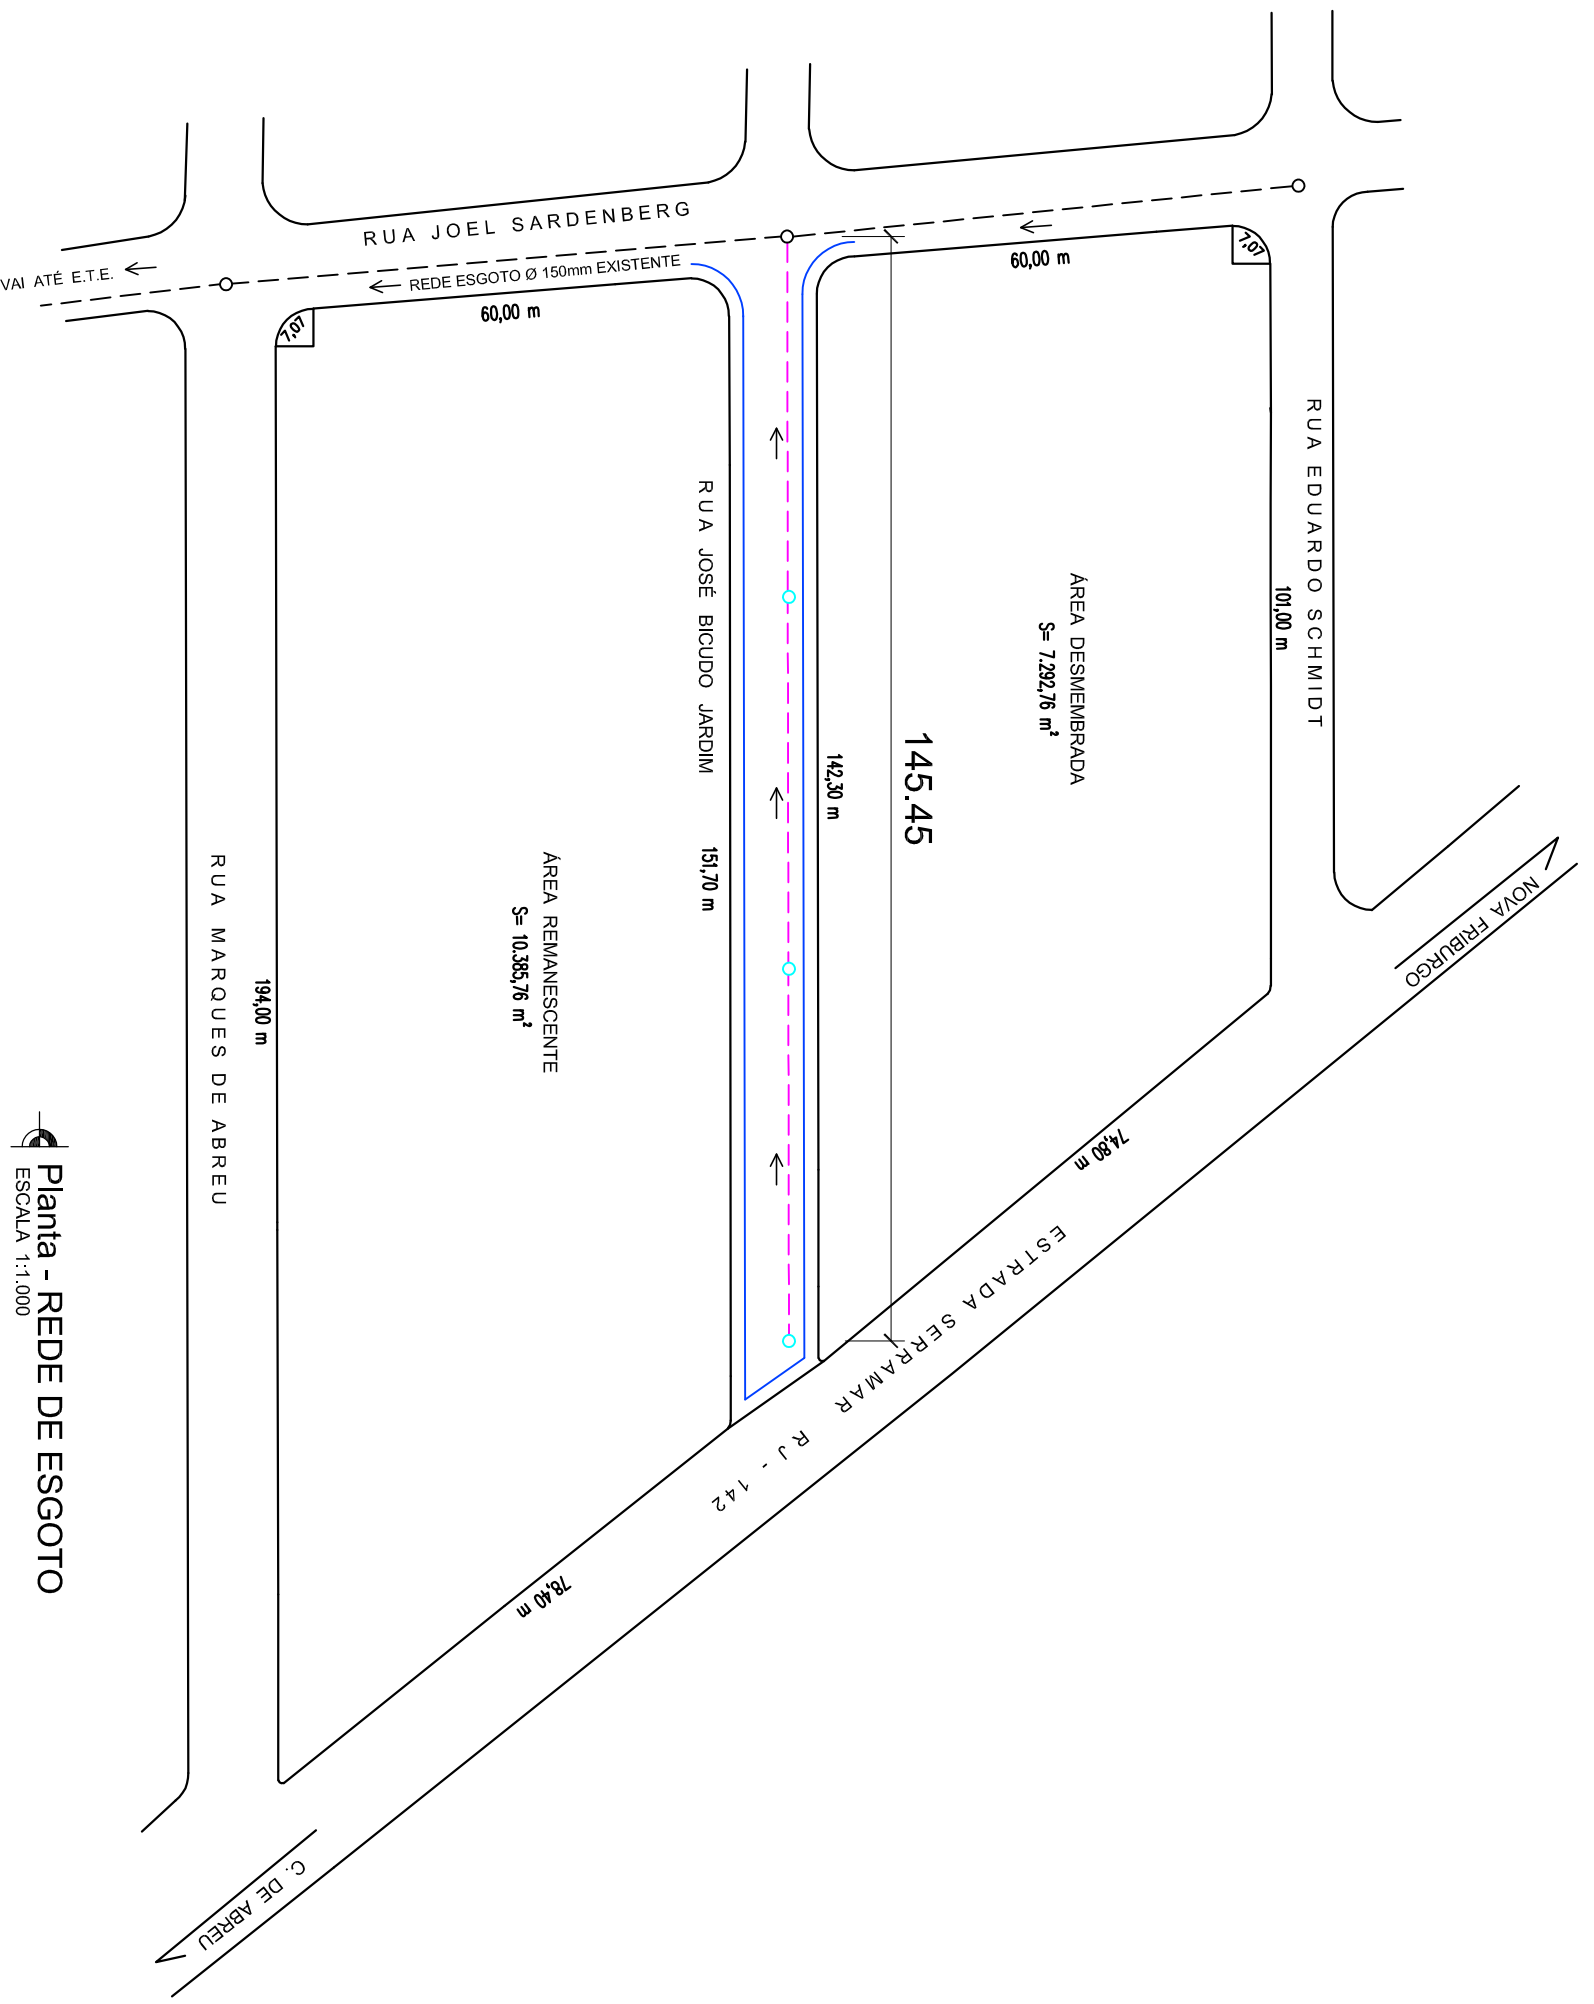 RUA JOEL SARDENBERG
REDE ESGOTO Ø 150mm EXISTENTE
VAI ATÉ E.T.E.
60,00 m
60,00 m
7,07
7,07
RUA EDUARDO SCHMIDT
101,00 m
ÁREA DESMEMBRADA
S= 7.292,76 m²
145.45
142,30 m
RUA JOSÉ BICUDO JARDIM
151,70 m
ÁREA REMANESCENTE
S= 10.385,76 m²
194,00 m
RUA MARQUES DE ABREU
NOVA FRIBURGO
74,80 m
ESTRADA SERRAMAR RJ - 142
78,40 m
C. DE ABREU
Planta - REDE DE ESGOTO
ESCALA 1:1.000